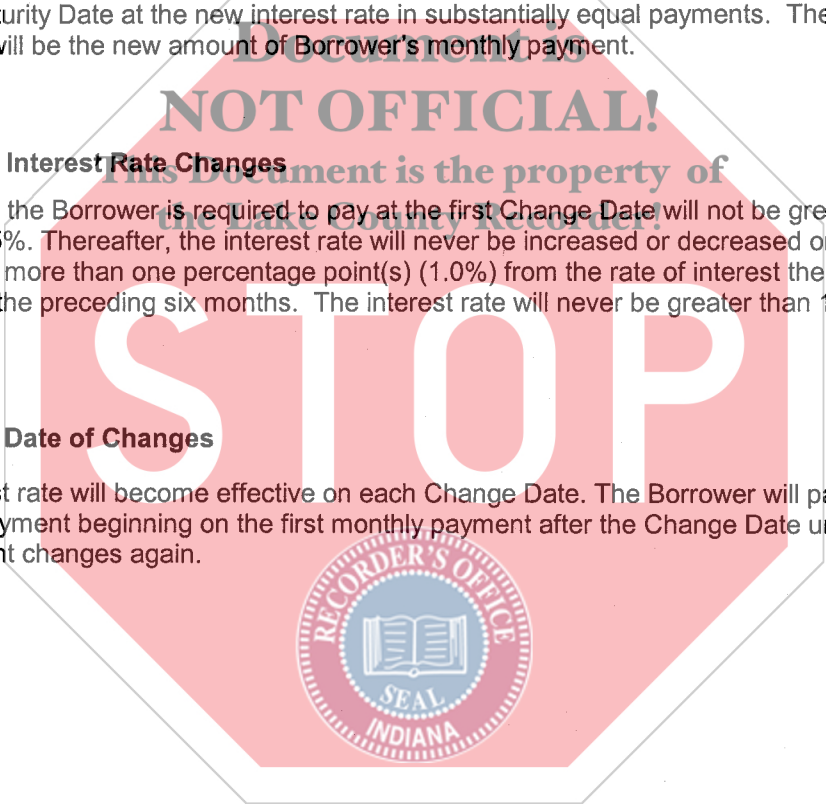 turity Date at the new interest rate in substantially equal payments. The
will be the new amount of Borrower's monthly payment.
Document is
NOT OFFICIAL!
This Document is the property of
the Lake County Recorder!
Interest Rate Changes
the Borrower is required to pay at the first Change Date will not be gre
%. Thereafter, the interest rate will never be increased or decreased o
more than one percentage point(s) (1.0%) from the rate of interest the
the preceding six months. The interest rate will never be greater than 1
STOP
Date of Changes
st rate will become effective on each Change Date. The Borrower will pa
yment beginning on the first monthly payment after the Change Date u
nt changes again.
RECORDER'S OFFICE
SEAL
INDIANA